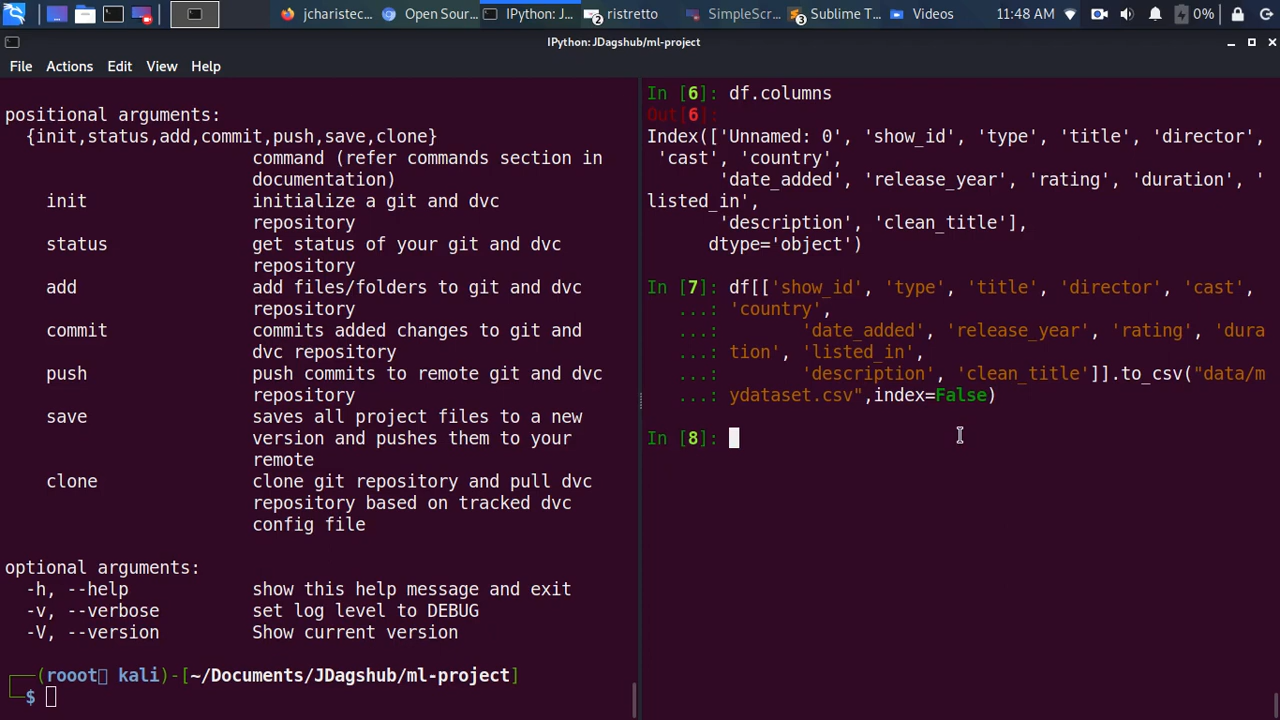 jcharistec...
Open Sour...
IPython: J...
2
ristretto
SimpleScr...
3
Sublime T...
Videos
11:48 AM
0%
IPython: JDagshub/ml-project
File Actions Edit View Help
positional arguments:
{init,status,add,commit,push,save,clone}
command (refer commands section in
documentation)
init initialize a git and dvc
repository
status get status of your git and dvc
repository
add add files/folders to git and dvc
repository
commit commits added changes to git and
dvc repository
push push commits to remote git and dvc
repository
save saves all project files to a new
version and pushes them to your
remote
clone clone git repository and pull dvc
repository based on tracked dvc
config file
optional arguments:
-h, --help show this help message and exit
-v, --verbose set log level to DEBUG
-V, --version Show current version
(rooot kali)-[~/Documents/JDagshub/ml-project]
$
In [6]: df.columns
Out[6]:
Index(['Unnamed: 0', 'show_id', 'type', 'title', 'director',
'cast', 'country',
'date_added', 'release_year', 'rating', 'duration', '
listed_in',
'description', 'clean_title'],
dtype='object')
In [7]: df[['show_id', 'type', 'title', 'director', 'cast',
...: 'country',
...: 'date_added', 'release_year', 'rating', 'dura
...: tion', 'listed_in',
...: 'description', 'clean_title']].to_csv("data/m
...: ydataset.csv",index=False)
In [8]: